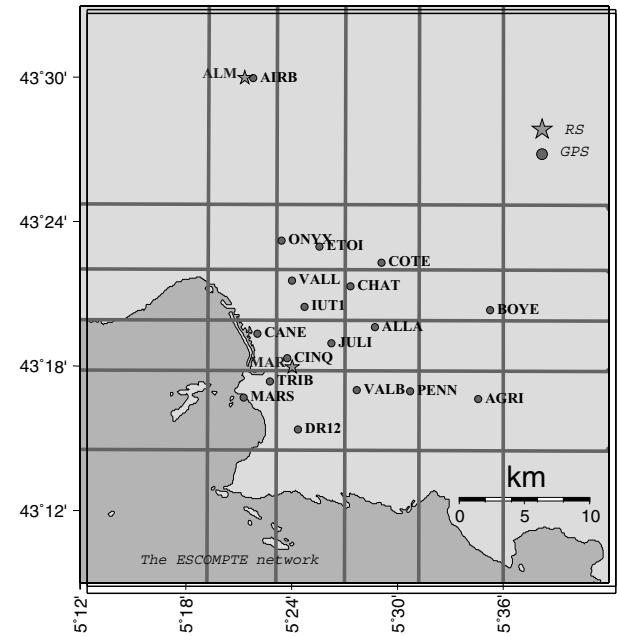 43°30'
ALM
AIRB
RS
GPS
43°24'
ONYX
ETOI
COTE
VALL
CHAT
IUT1
BOYE
CANE
ALLA
JULI
43°18'
MAR
CINQ
TRIB
MARS
VALB
PENN
AGRI
DR12
km
0 5 10
43°12'
The ESCOMPTE network
5°12' 5°18' 5°24' 5°30' 5°36'